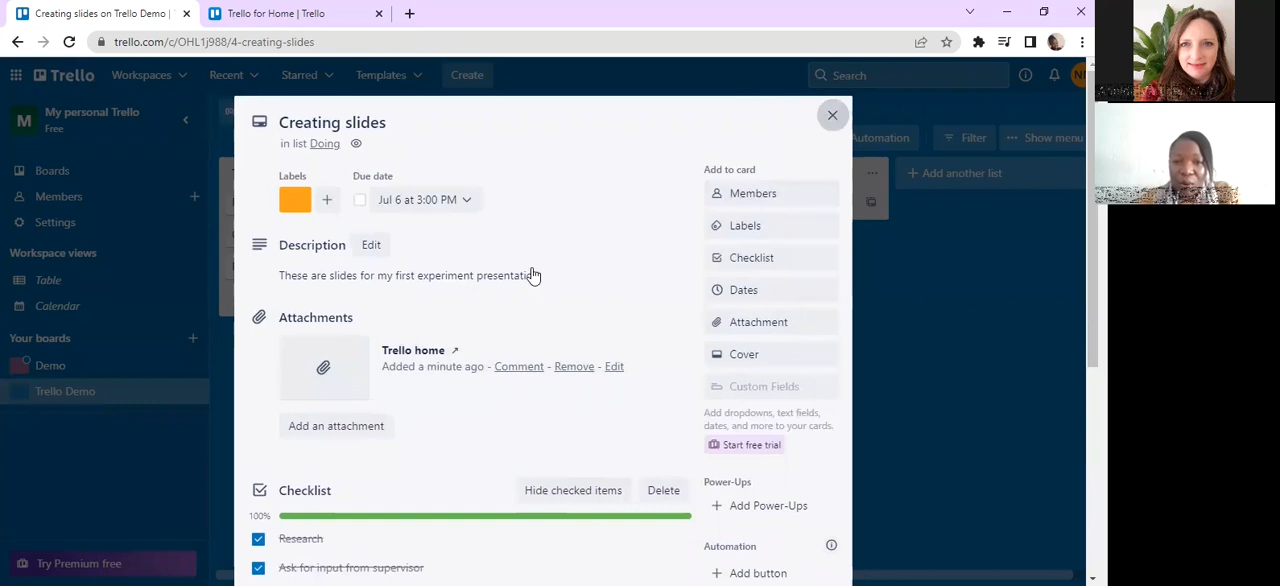 Creating slides on Trello Demo |
Trello for Home | Trello
trello.com/c/OHL1j988/4-creating-slides
Trello
Workspaces
Recent
Starred
Templates
Create
Search
My personal Trello
Free
Boards
Members
Settings
Workspace views
Table
Calendar
Your boards
Demo
Trello Demo
Try Premium free
Automation
Filter
Show menu
Add another list
Creating slides
in list Doing
Labels
Due date
Jul 6 at 3:00 PM
Description
Edit
These are slides for my first experiment
Attachments
Trello home
Added a minute ago - Comment - Remove - Edit
Add an attachment
Checklist
Hide checked items
Delete
100%
Research
Ask for input from supervisor
Add to card
Members
Labels
Checklist
Dates
Attachment
Cover
Custom Fields
Add dropdowns, text fields,
dates, and more to your cards.
Start free trial
Power-Ups
Add Power-Ups
Automation
Add button